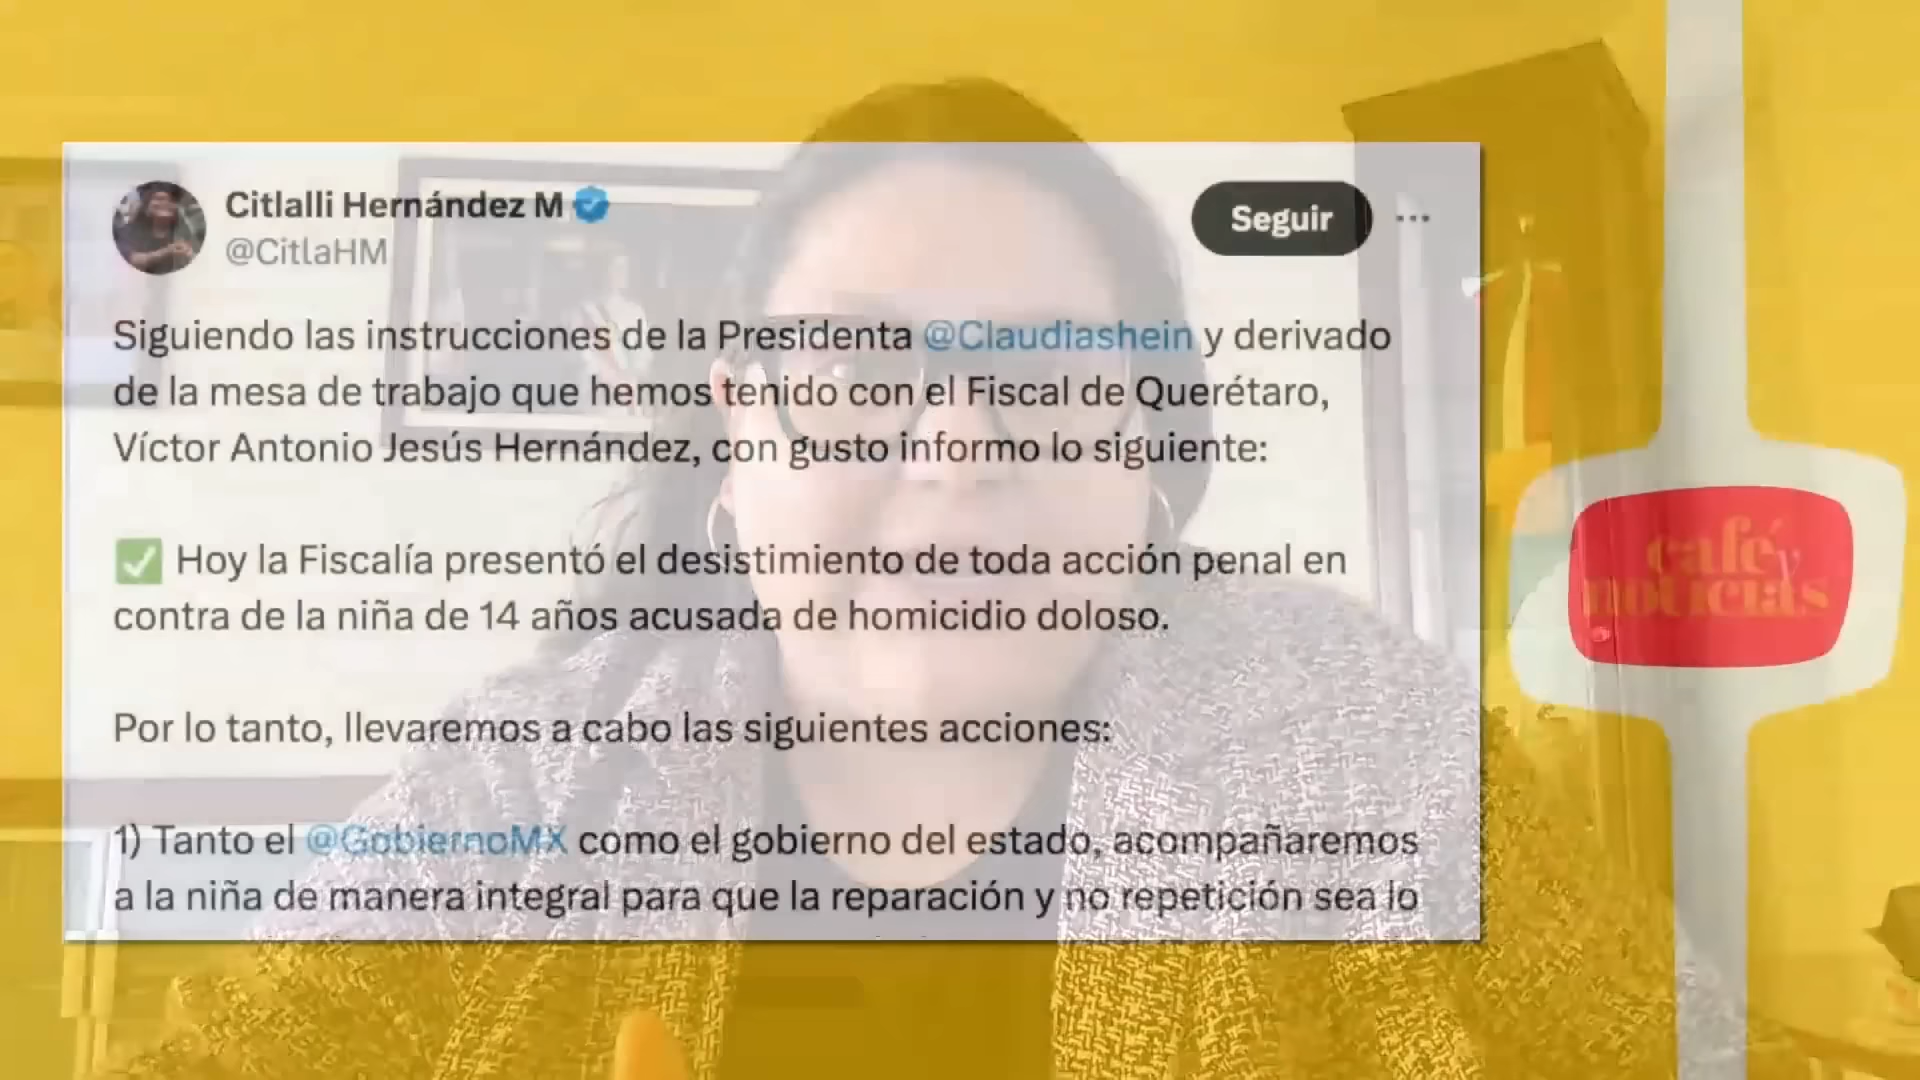 Citlalli Hernández M
@CitlaHM
Seguir
Siguiendo las instrucciones de la Presidenta @Claudiashein y derivado
de la mesa de trabajo que hemos tenido con el Fiscal de Querétaro,
Víctor Antonio Jesús Hernández, con gusto informo lo siguiente:
✅ Hoy la Fiscalía presentó el desistimiento de toda acción penal en
contra de la niña de 14 años acusada de homicidio doloso.
Por lo tanto, llevaremos a cabo las siguientes acciones:
1) Tanto el @GobiernoMX como el gobierno del estado, acompañaremos
a la niña de manera integral para que la reparación y no repetición sea lo
café y
noticias